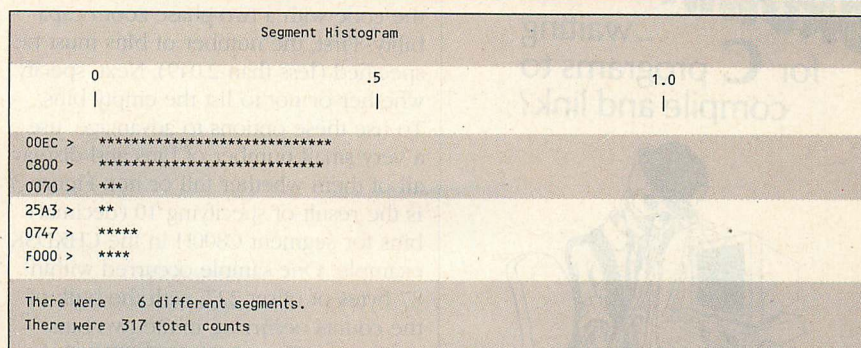 Segment Histogram
0 .5 1.0
| | |
00EC > *****************************
C800 > ****************************
0070 > ***
25A3 > **
0747 > *****
F000 > ****
There were    6 different segments.
There were  317 total counts